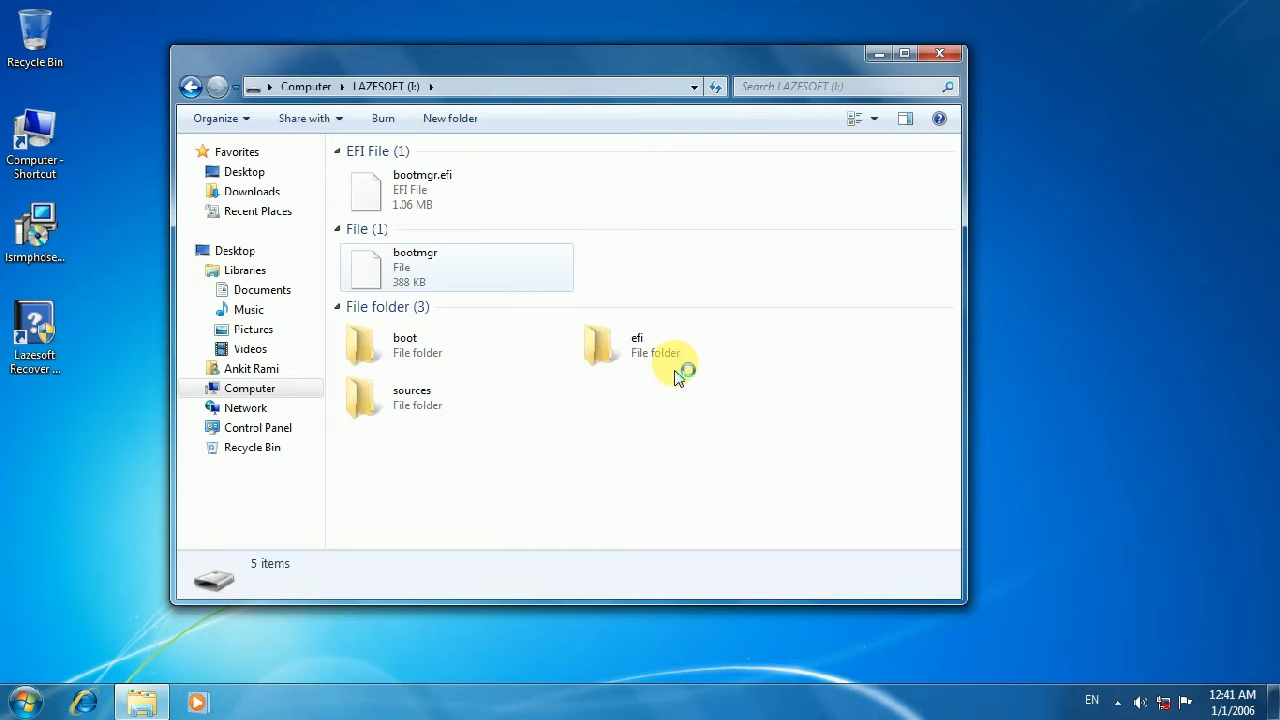 Recycle Bin
Computer - Shortcut
lsrmphose...
Lazesoft Recover ...
Computer
LAZESOFT (I:)
Search LAZESOFT (I:)
Organize
Share with
Burn
New folder
Favorites
Desktop
Downloads
Recent Places
Desktop
Libraries
Documents
Music
Pictures
Videos
Ankit Rami
Computer
Network
Control Panel
Recycle Bin
EFI File (1)
bootmgr.efi
EFI File
1.06 MB
File (1)
bootmgr
File
388 KB
File folder (3)
boot
File folder
efi
File folder
sources
File folder
5 items
EN
12:41 AM
1/1/2006